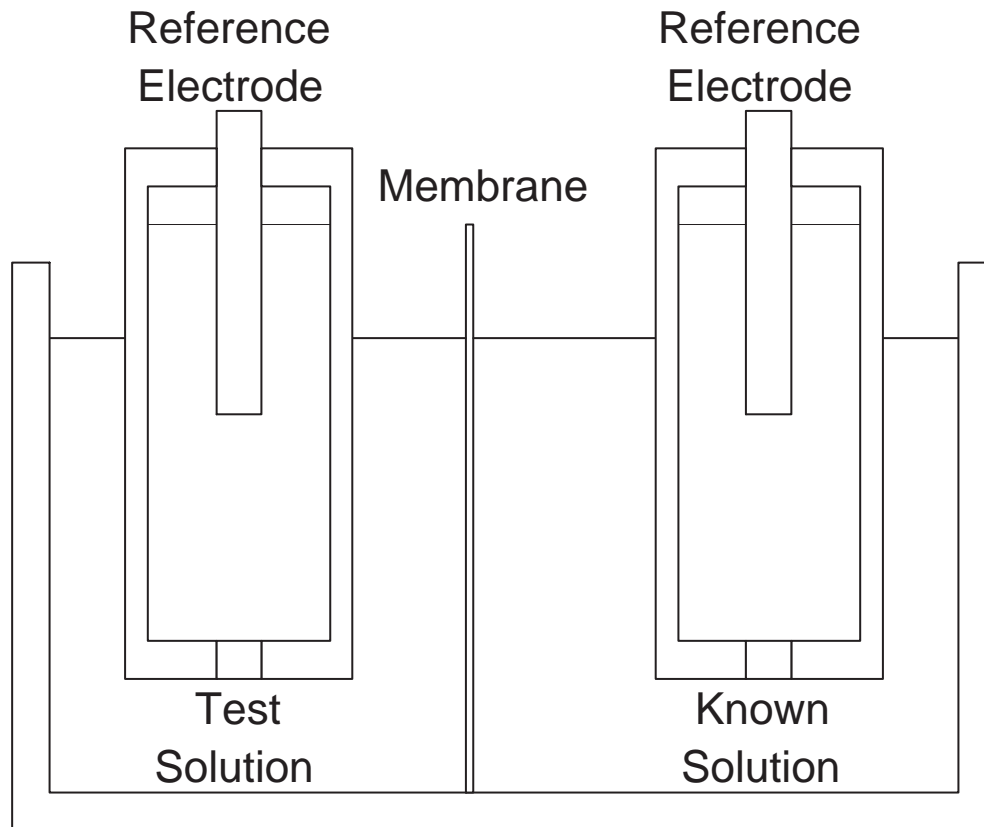 Reference
Electrode
Reference
Electrode
Membrane
Test
Solution
Known
Solution